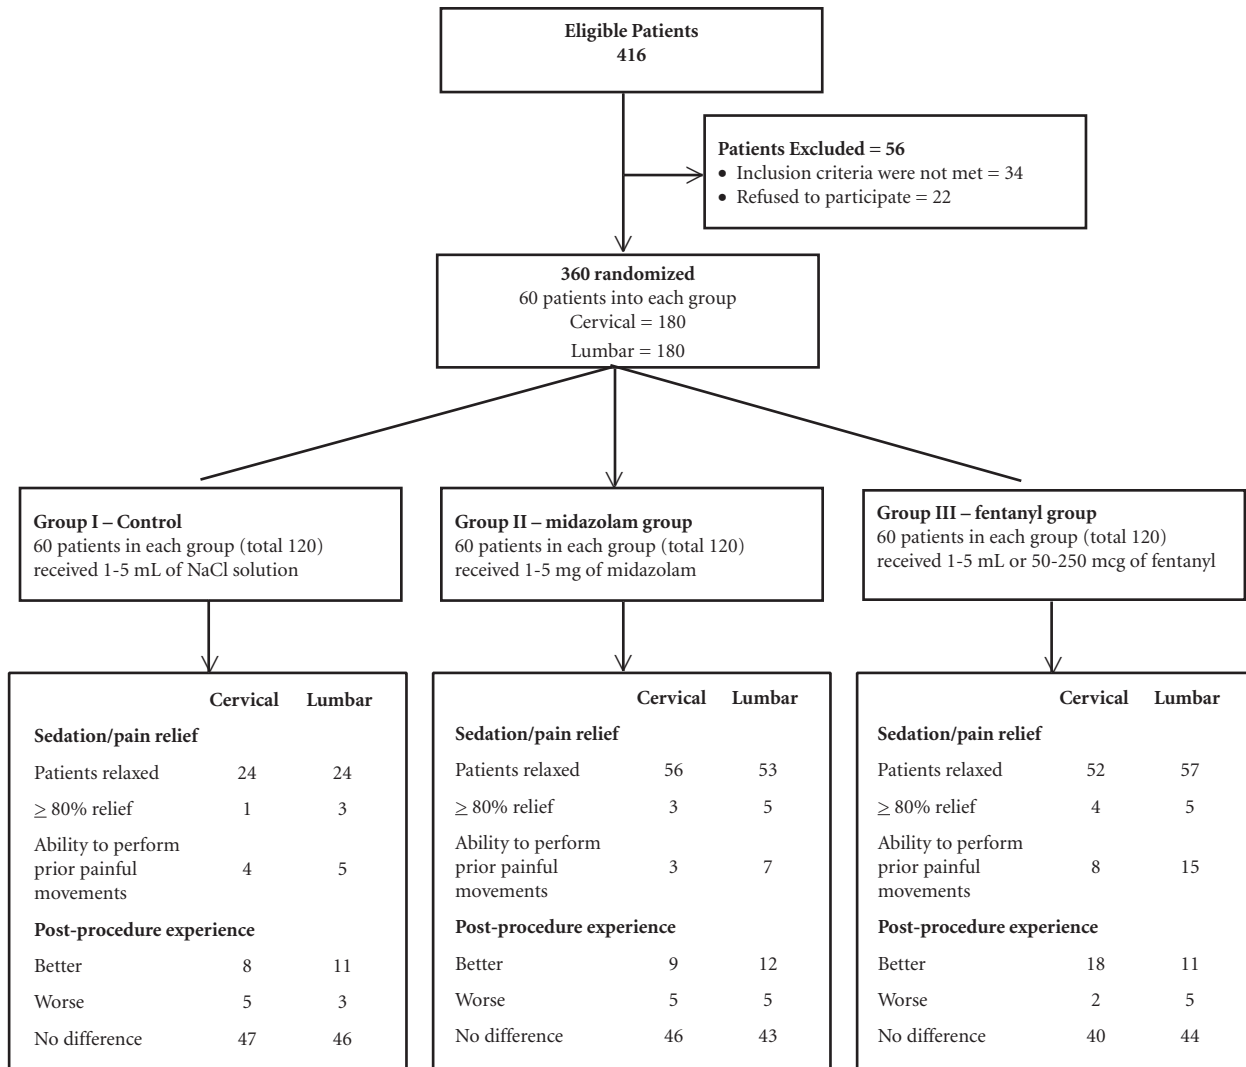 Eligible Patients
416
Patients Excluded = 56
• Inclusion criteria were not met = 34
• Refused to participate = 22
360 randomized
60 patients into each group
Cervical = 180
Lumbar = 180
Group I – Control
60 patients in each group (total 120)
received 1-5 mL of NaCl solution
Group II – midazolam group
60 patients in each group (total 120)
received 1-5 mg of midazolam
Group III – fentanyl group
60 patients in each group (total 120)
received 1-5 mL or 50-250 mcg of fentanyl
Cervical Lumbar
Sedation/pain relief
Patients relaxed 24 24
≥ 80% relief 1 3
Ability to perform
prior painful 4 5
movements
Post-procedure experience
Better 8 11
Worse 5 3
No difference 47 46
Cervical Lumbar
Sedation/pain relief
Patients relaxed 56 53
≥ 80% relief 3 5
Ability to perform
prior painful 3 7
movements
Post-procedure experience
Better 9 12
Worse 5 5
No difference 46 43
Cervical Lumbar
Sedation/pain relief
Patients relaxed 52 57
≥ 80% relief 4 5
Ability to perform
prior painful 8 15
movements
Post-procedure experience
Better 18 11
Worse 2 5
No difference 40 44